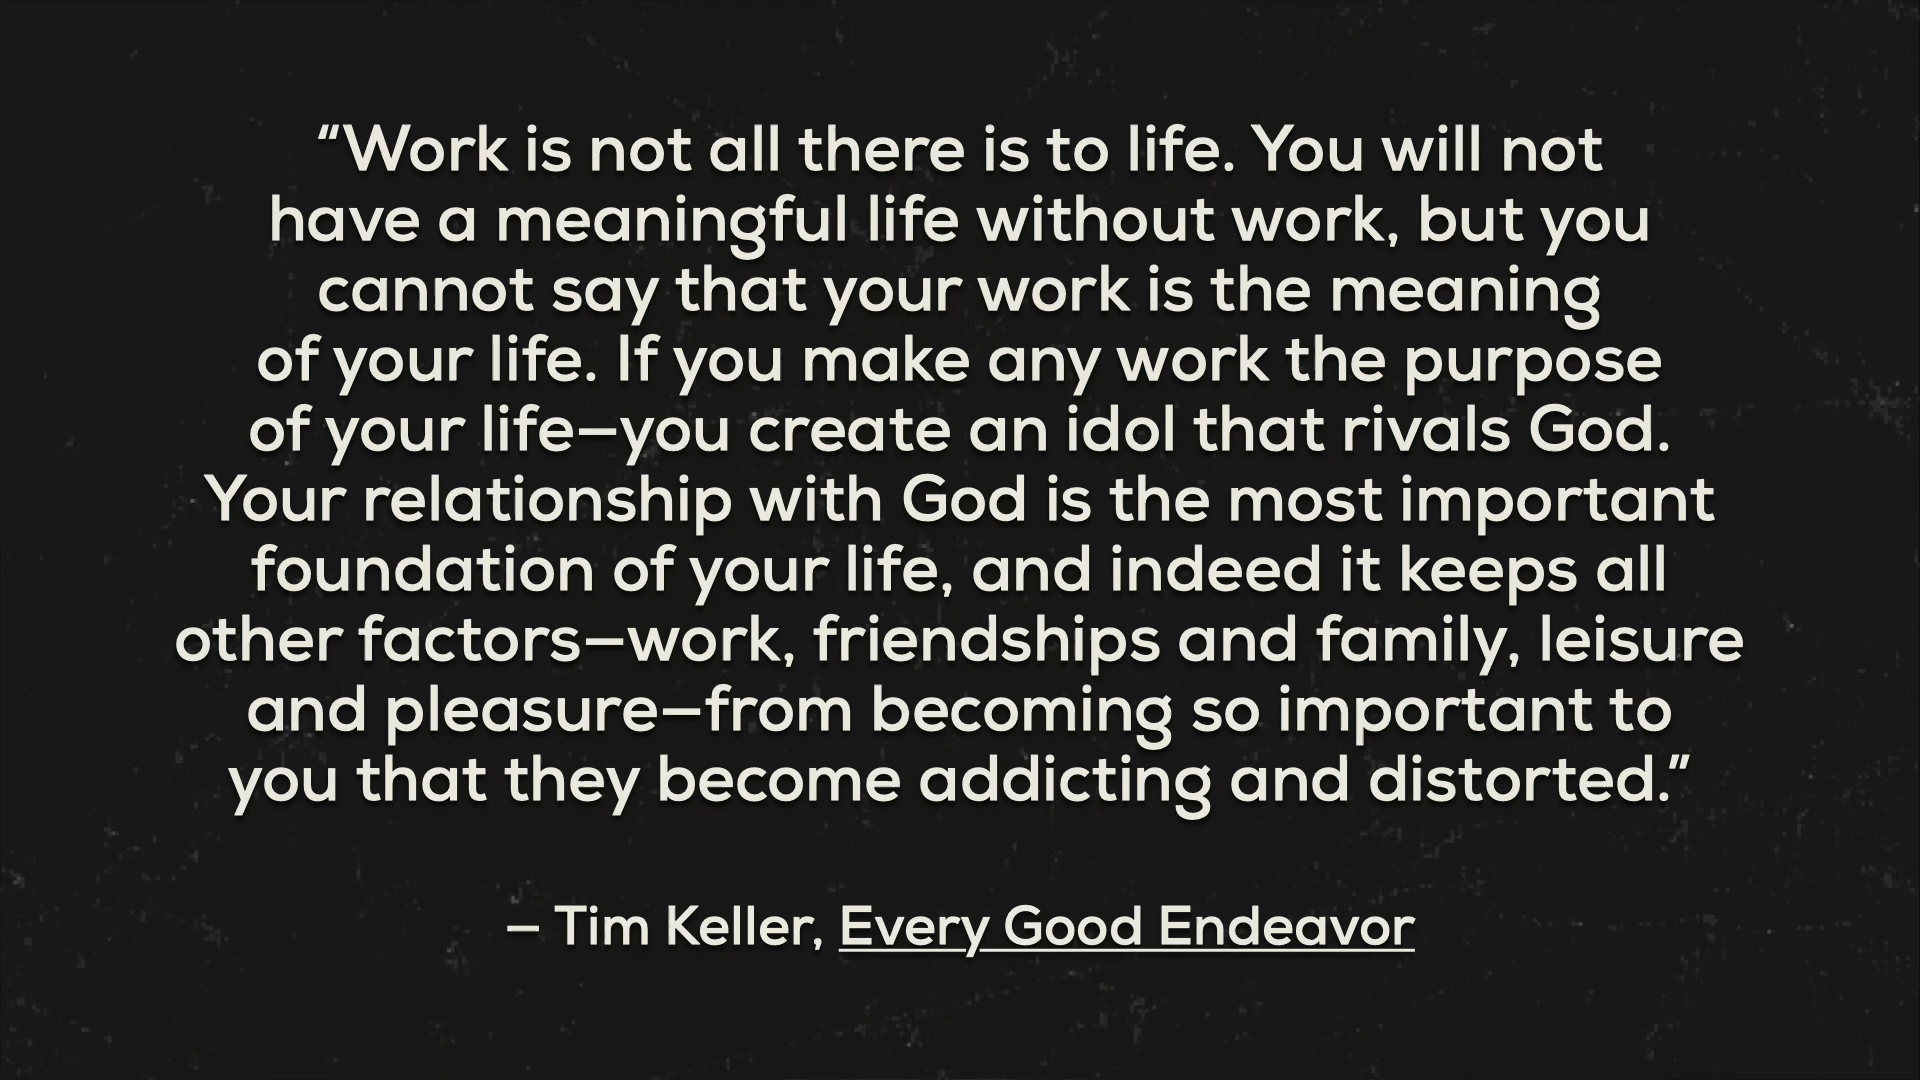 “Work is not all there is to life. You will not
have a meaningful life without work, but you
cannot say that your work is the meaning
of your life. If you make any work the purpose
of your life—you create an idol that rivals God.
Your relationship with God is the most important
foundation of your life, and indeed it keeps all
other factors—work, friendships and family, leisure
and pleasure—from becoming so important to
you that they become addicting and distorted.”
– Tim Keller, Every Good Endeavor